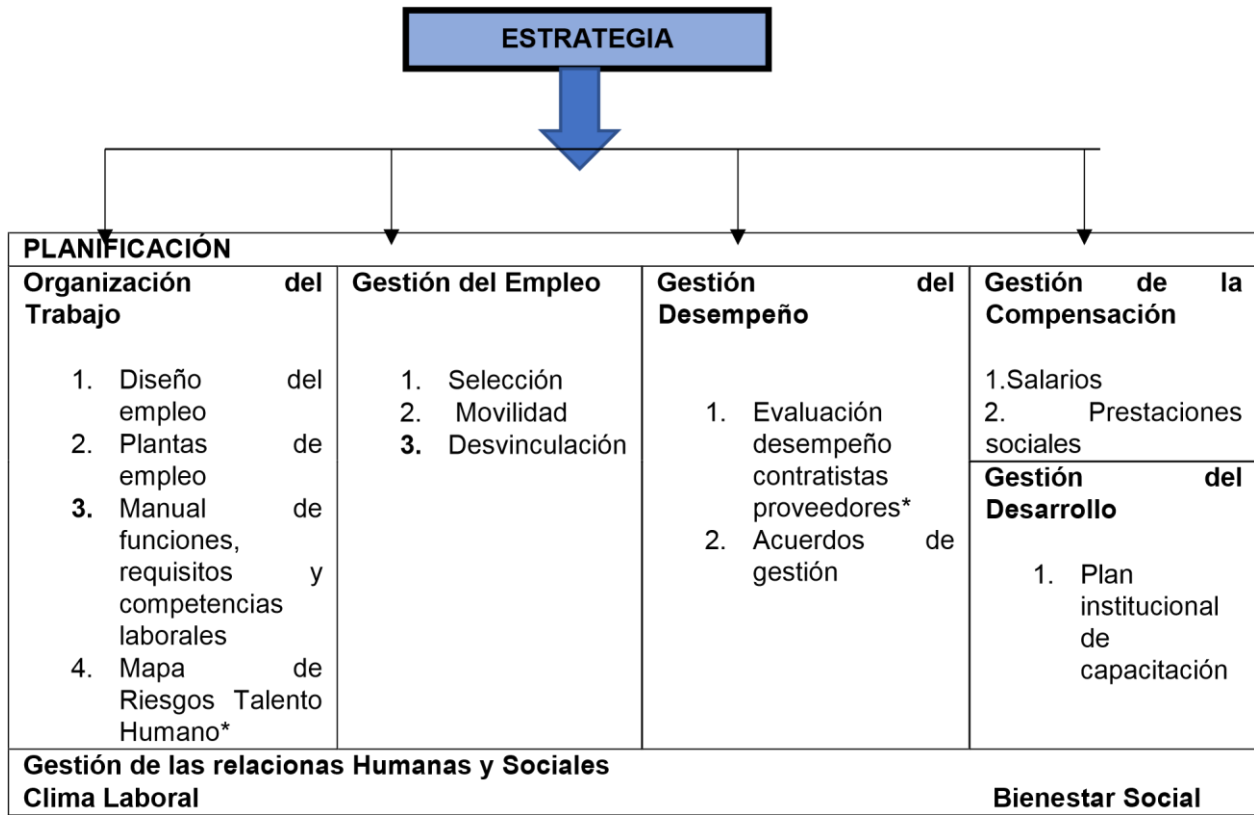 ESTRATEGIA
PLANIFICACIÓN
Organización del
Trabajo
1. Diseño del
empleo
2. Plantas de
empleo
3. Manual de
funciones,
requisitos y
competencias
laborales
4. Mapa de
Riesgos Talento
Humano*
Gestión del Empleo
1. Selección
2. Movilidad
3. Desvinculación
Gestión del
Desempeño
1. Evaluación
desempeño
contratistas
proveedores*
2. Acuerdos de
gestión
Gestión de la
Compensación
1.Salarios
2. Prestaciones
sociales
Gestión del
Desarrollo
1. Plan
institucional
de
capacitación
Gestión de las relacionas Humanas y Sociales
Clima Laboral Bienestar Social